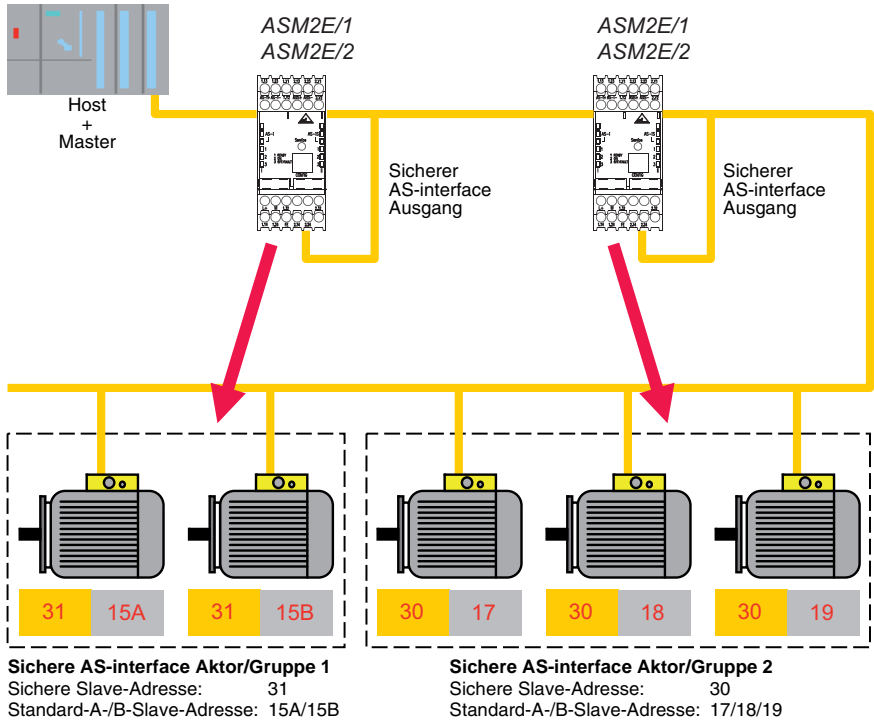 ASM2E/1
ASM2E/2
ASM2E/1
ASM2E/2
Host
+
Master
Sicherer
AS-interface
Ausgang
Sicherer
AS-interface
Ausgang
31 15A 31 15B 30 17 30 18 30 19
Sichere AS-interface Aktor/Gruppe 1
Sichere Slave-Adresse: 31
Standard-A-/B-Slave-Adresse: 15A/15B
Sichere AS-interface Aktor/Gruppe 2
Sichere Slave-Adresse: 30
Standard-A-/B-Slave-Adresse: 17/18/19